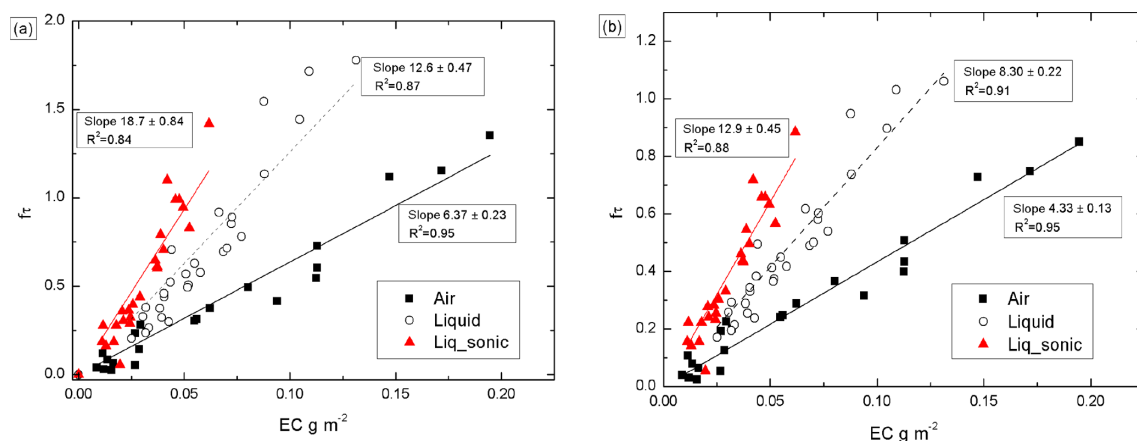 (a)
2.0
1.5
1.0
0.5
0.0
fτ
Slope 12.6 ± 0.47
R²=0.87
Slope 18.7 ± 0.84
R²=0.84
Slope 6.37 ± 0.23
R²=0.95
Air
Liquid
Liq_sonic
0.00 0.05 0.10 0.15 0.20
EC g m⁻²
(b)
1.2
1.0
0.8
0.6
0.4
0.2
0.0
fτ
Slope 8.30 ± 0.22
R²=0.91
Slope 12.9 ± 0.45
R²=0.88
Slope 4.33 ± 0.13
R²=0.95
Air
Liquid
Liq_sonic
0.00 0.05 0.10 0.15 0.20
EC g m⁻²